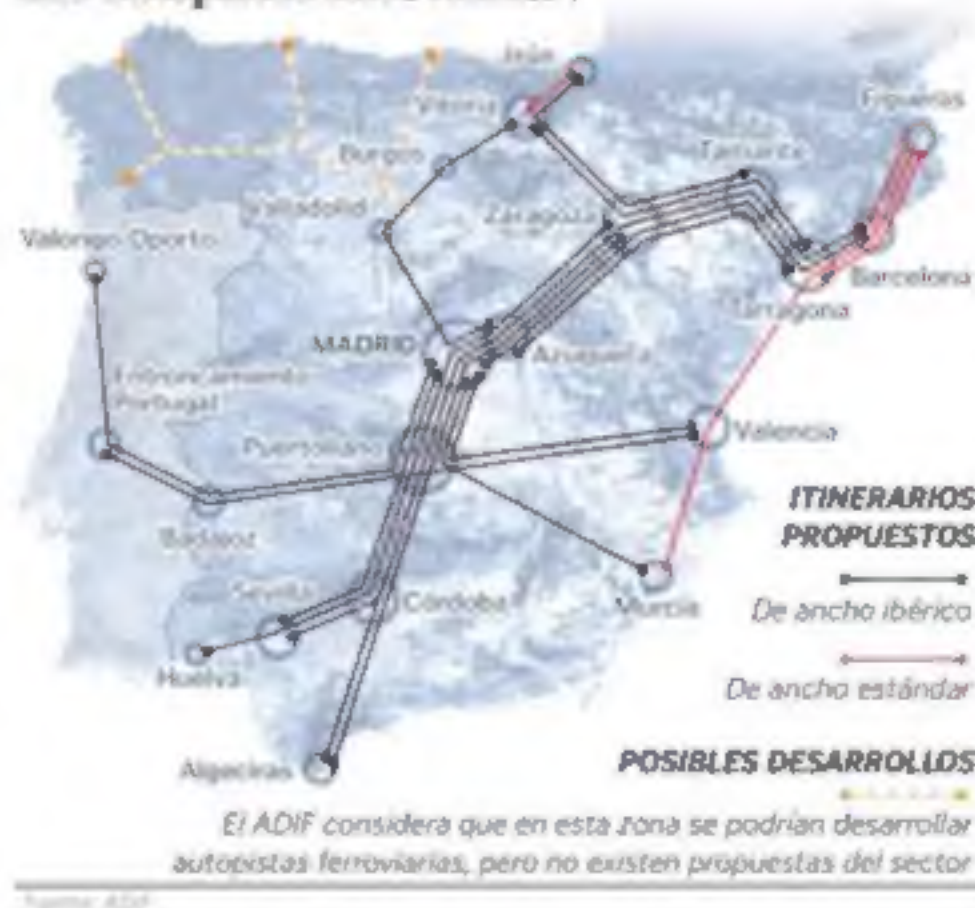 Irún
Figueras
Vitoria
Burgos
Tamarite
Valladolid
Zaragoza
Valongo Oporto
Barcelona
Tarragona
MADRID
Azuqueca
Entroncamiento
Portugal
Puertollano
Valencia
ITINERARIOS
PROPUESTOS
Badajoz
Sevilla
Córdoba
Murcia
De ancho ibérico
Huelva
De ancho estándar
Algeciras
POSIBLES DESARROLLOS
El ADIF considera que en esta zona se podrían desarrollar
autopistas ferroviarias, pero no existen propuestas del sector
Fuente: ADIF